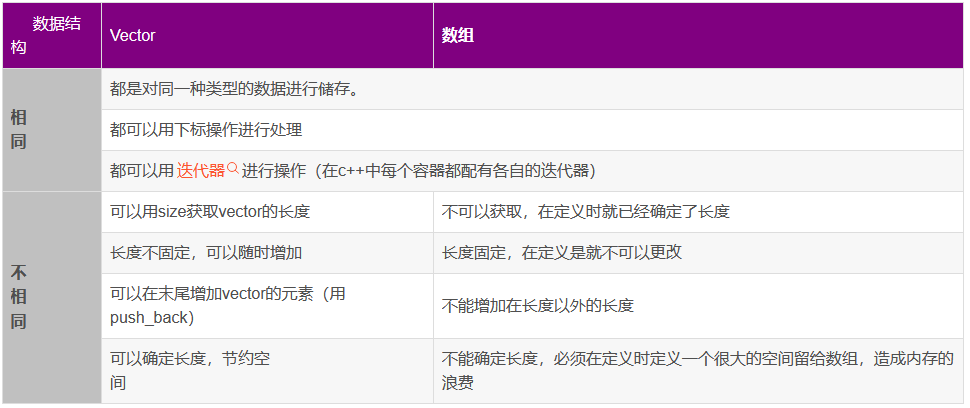 数据结
构
Vector
数组
相
同
都是对同一种类型的数据进行储存。
都可以用下标操作进行处理
都可以用 迭代器 进行操作（在c++中每个容器都配有各自的迭代器）
不
相
同
可以用size获取vector的长度
不可以获取，在定义时就已经确定了长度
长度不固定，可以随时增加
长度固定，在定义是就不可以更改
可以在末尾增加vector的元素（用
push_back）
不能增加在长度以外的长度
可以确定长度，节约空
间
不能确定长度，必须在定义时定义一个很大的空间留给数组，造成内存的
浪费